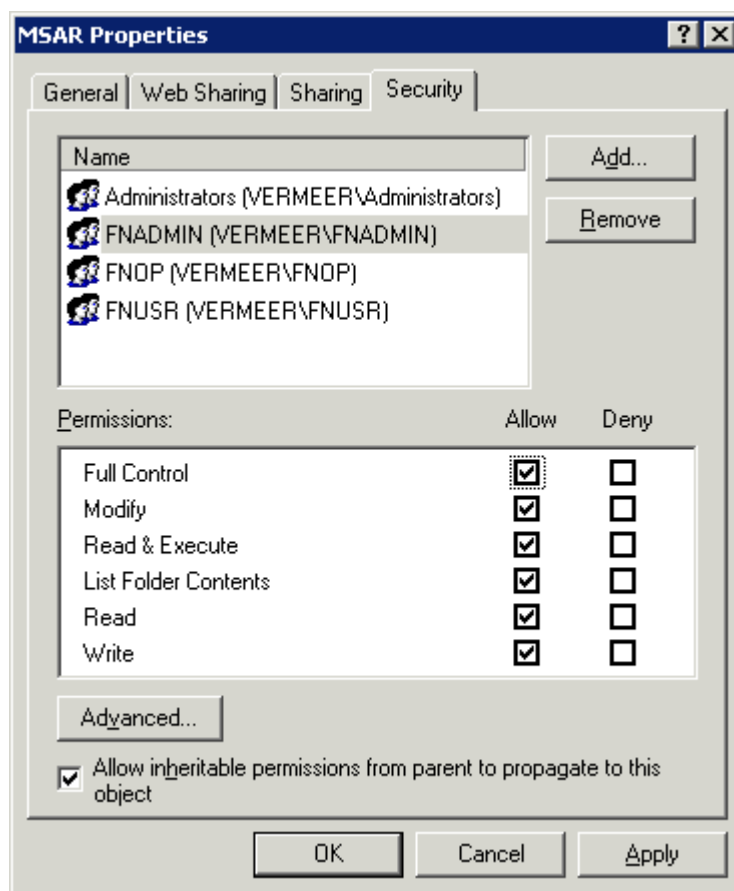 MSAR Properties
General Web Sharing Sharing Security
Name
Administrators (VERMEER\Administrators)
FNADMIN (VERMEER\FNADMIN)
FNOP (VERMEER\FNOP)
FNUSR (VERMEER\FNUSR)
Add...
Remove
Permissions: Allow Deny
Full Control
Modify
Read & Execute
List Folder Contents
Read
Write
Advanced...
Allow inheritable permissions from parent to propagate to this
object
OK Cancel Apply